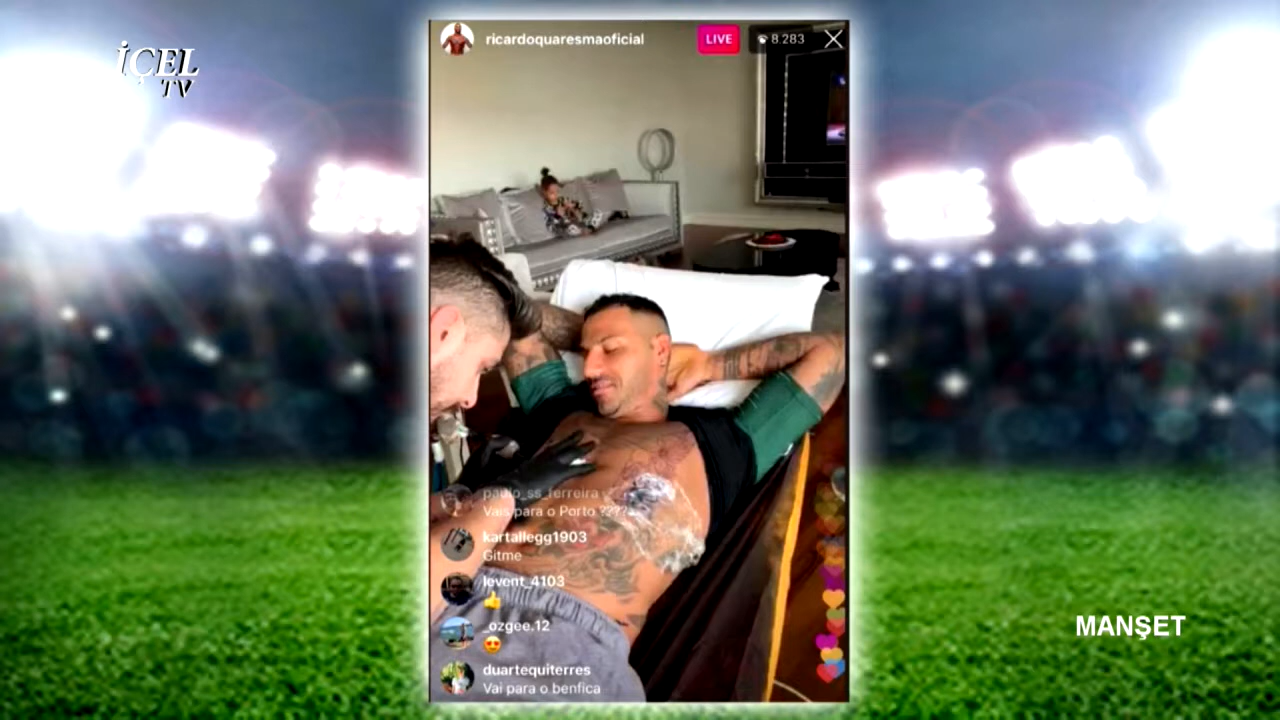 İÇEL
TV
ricardoquaresmaoficial
LIVE
8.283
paulo_ss_ferreira
Vais para o Porto ????
kartallegg1903
Gitme
levent_4103
👍
_ozgee.12
😍
duartequiterres
Vai para o benfica
MANŞET